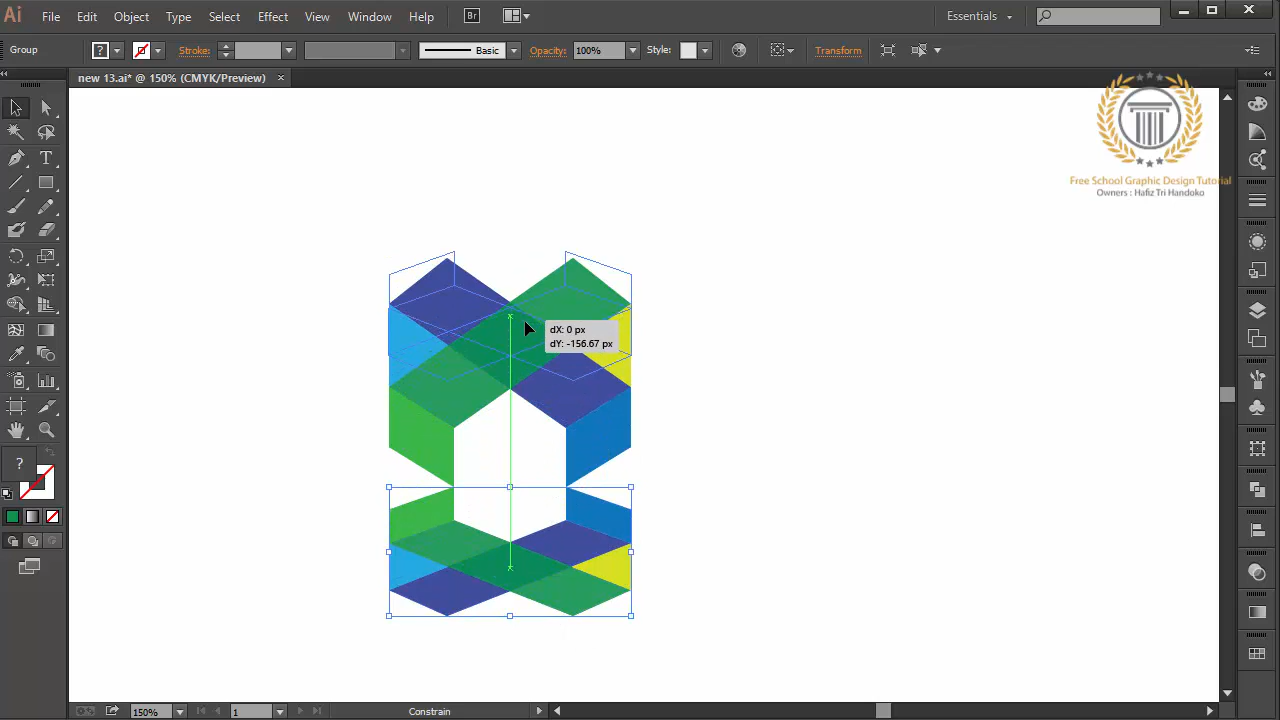 Ai File Edit Object Type Select Effect View Window Help Br Essentials
Group ? Stroke: Basic Opacity: 100% Style: Transform
new 13.ai* @ 150% (CMYK/Preview) ×
Free School Graphic Design Tutorial
Owners : Hafiz Tri Handoko
dX: 0 px
dY: -156.67 px
T
?
150% 1 Constrain